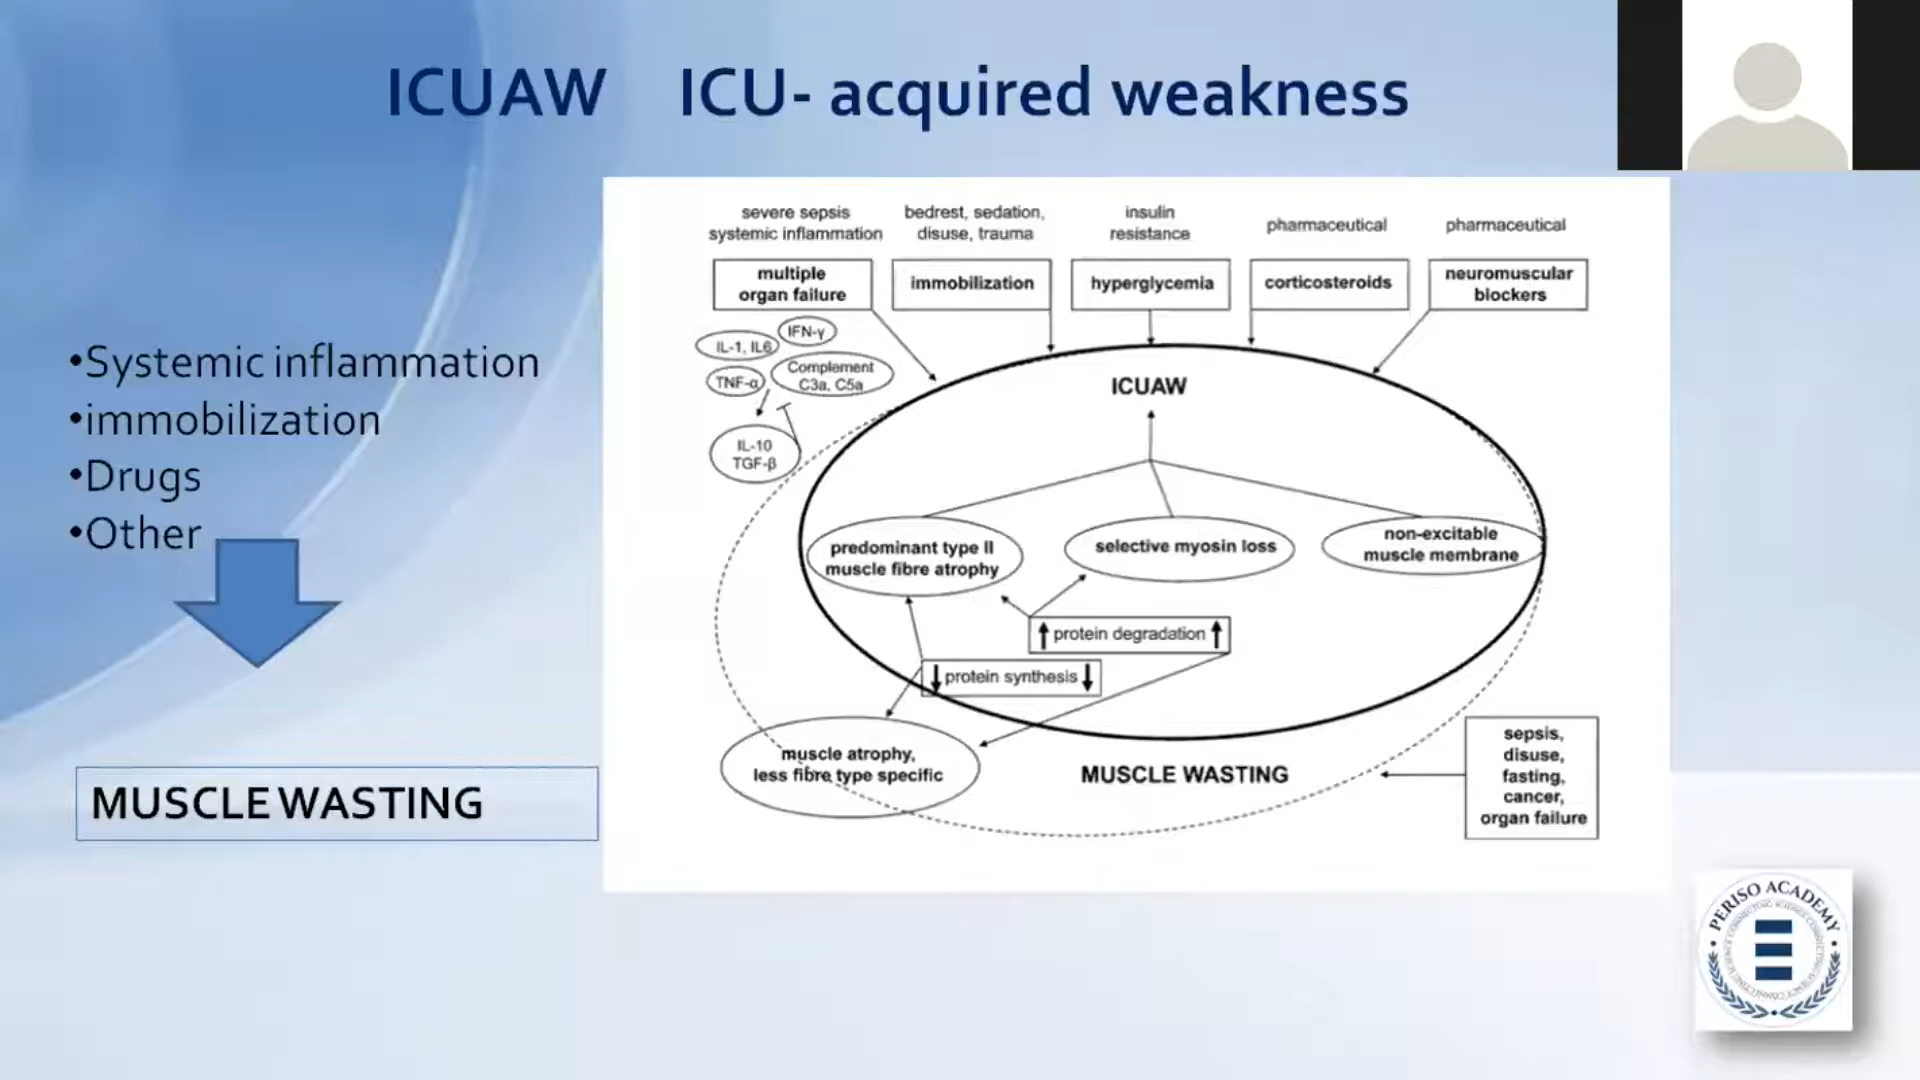 ICUAW ICU- acquired weakness
•Systemic inflammation
•immobilization
•Drugs
•Other
MUSCLE WASTING
severe sepsis
systemic inflammation
bedrest, sedation,
disuse, trauma
insulin
resistance
pharmaceutical
pharmaceutical
multiple
organ failure
immobilization
hyperglycemia
corticosteroids
neuromuscular
blockers
IFN-γ
IL-1, IL6
TNF-α
Complement
C3a, C5a
IL-10
TGF-β
ICUAW
predominant type II
muscle fibre atrophy
selective myosin loss
non-excitable
muscle membrane
protein degradation
protein synthesis
muscle atrophy,
less fibre type specific
MUSCLE WASTING
sepsis,
disuse,
fasting,
cancer,
organ failure
PERISO ACADEMY